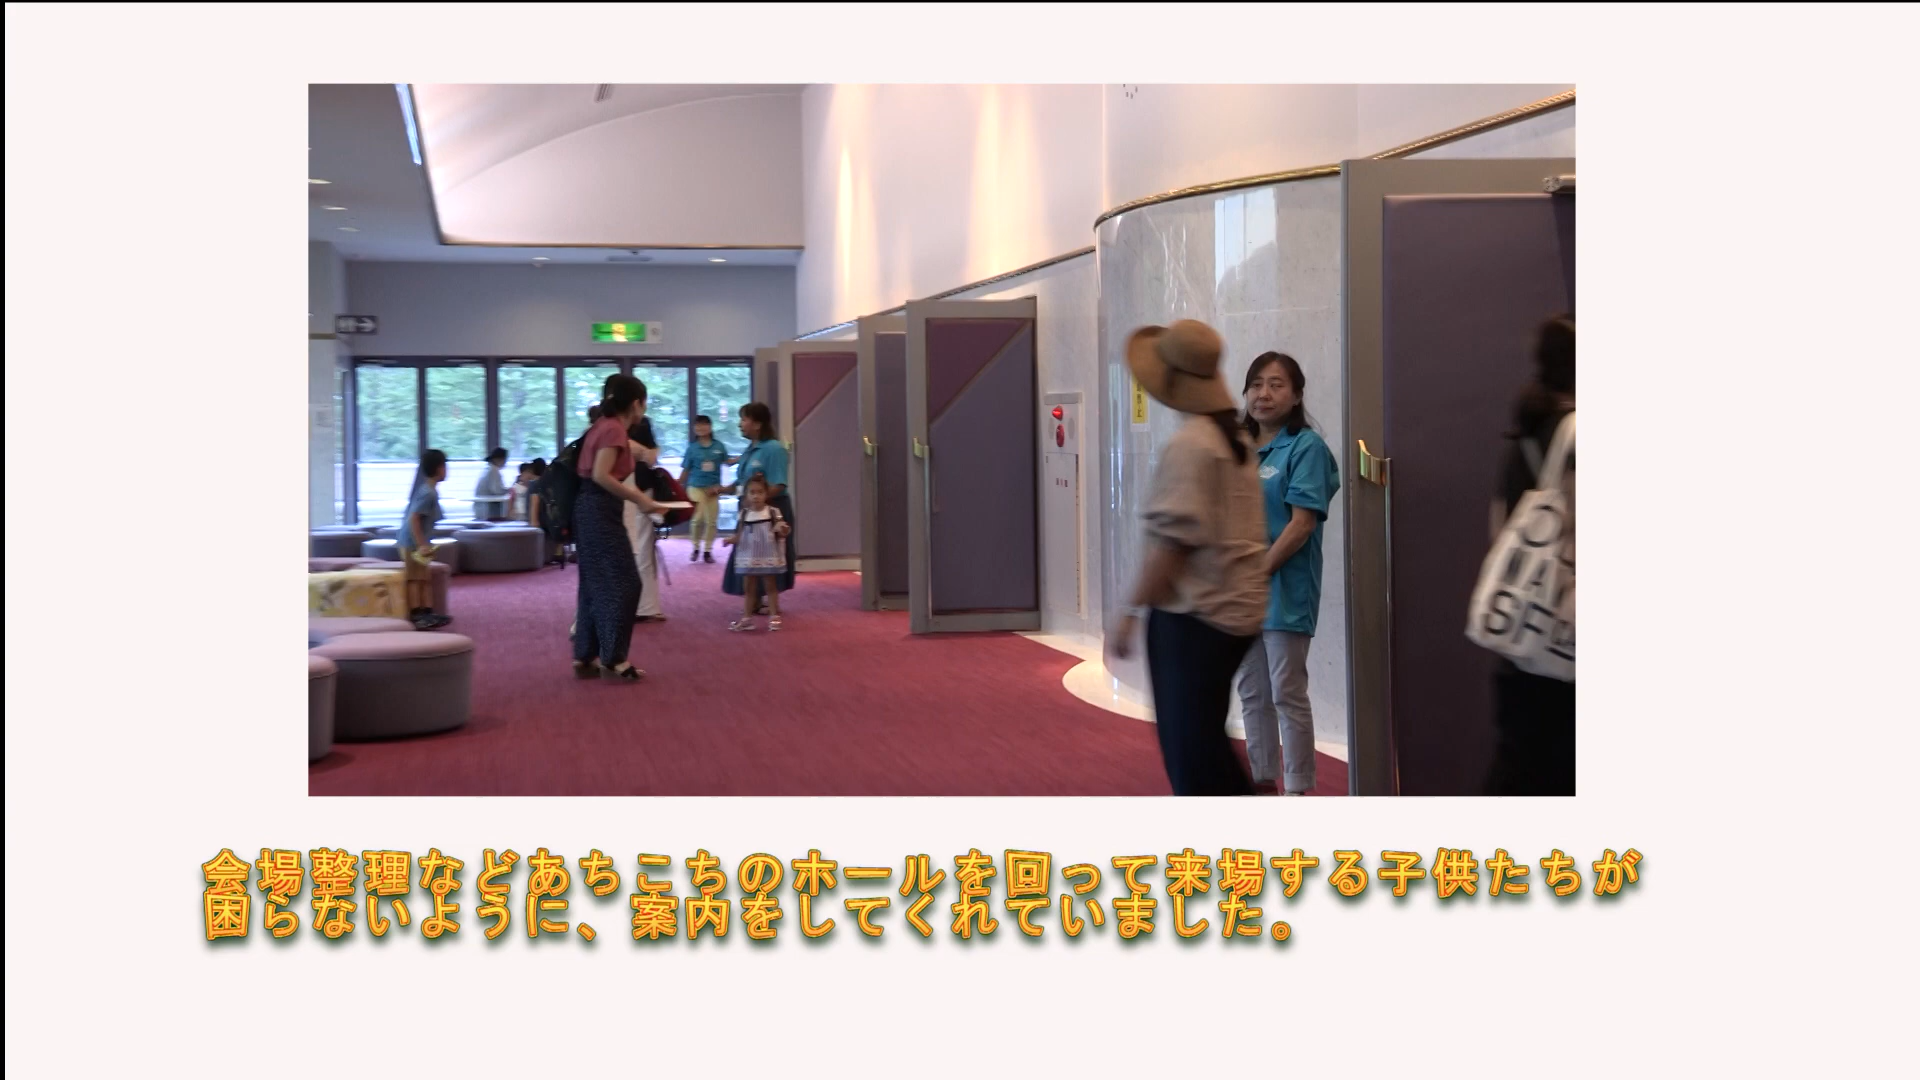 会場整理などあちこちのホールを回って来場する子供たちが
困らないように、案内をしてくれていました。